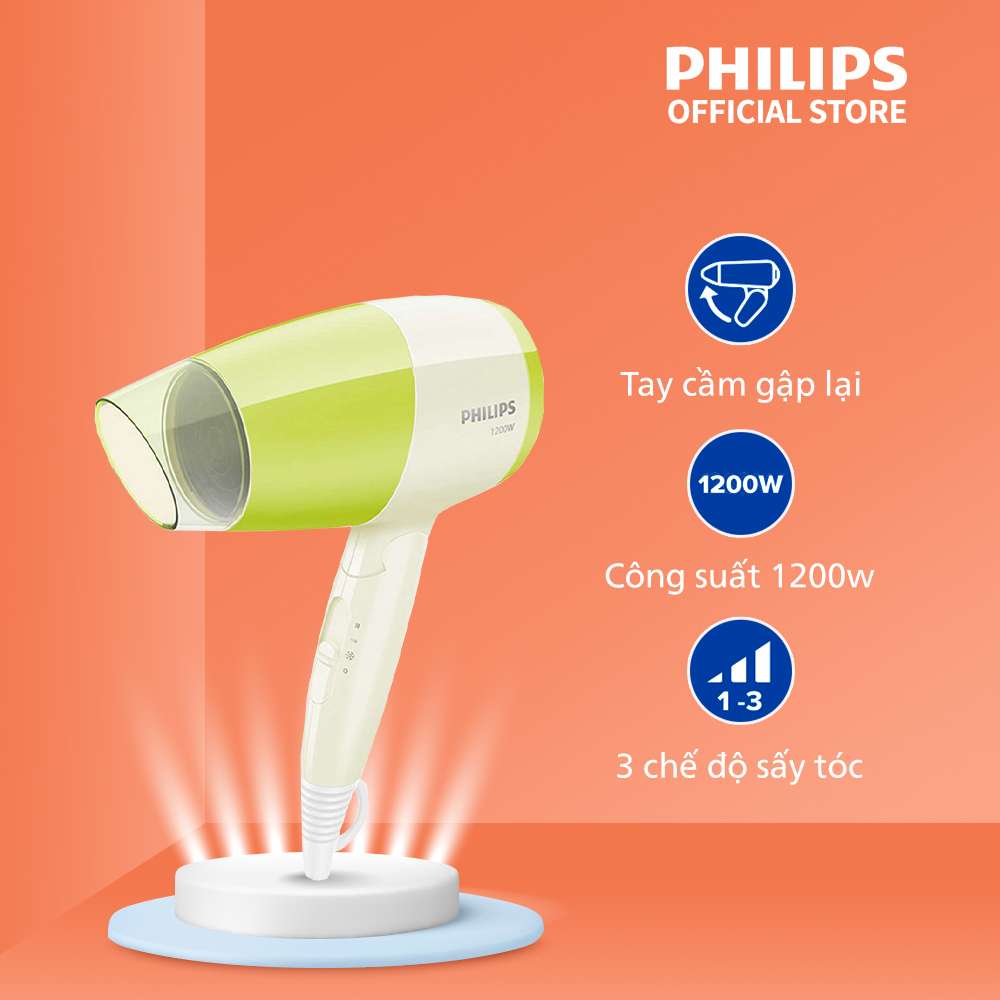 PHILIPS
OFFICIAL STORE
Tay cầm gập lại
PHILIPS
1200W
1200W
Công suất 1200w
1 -3
3 chế độ sấy tóc